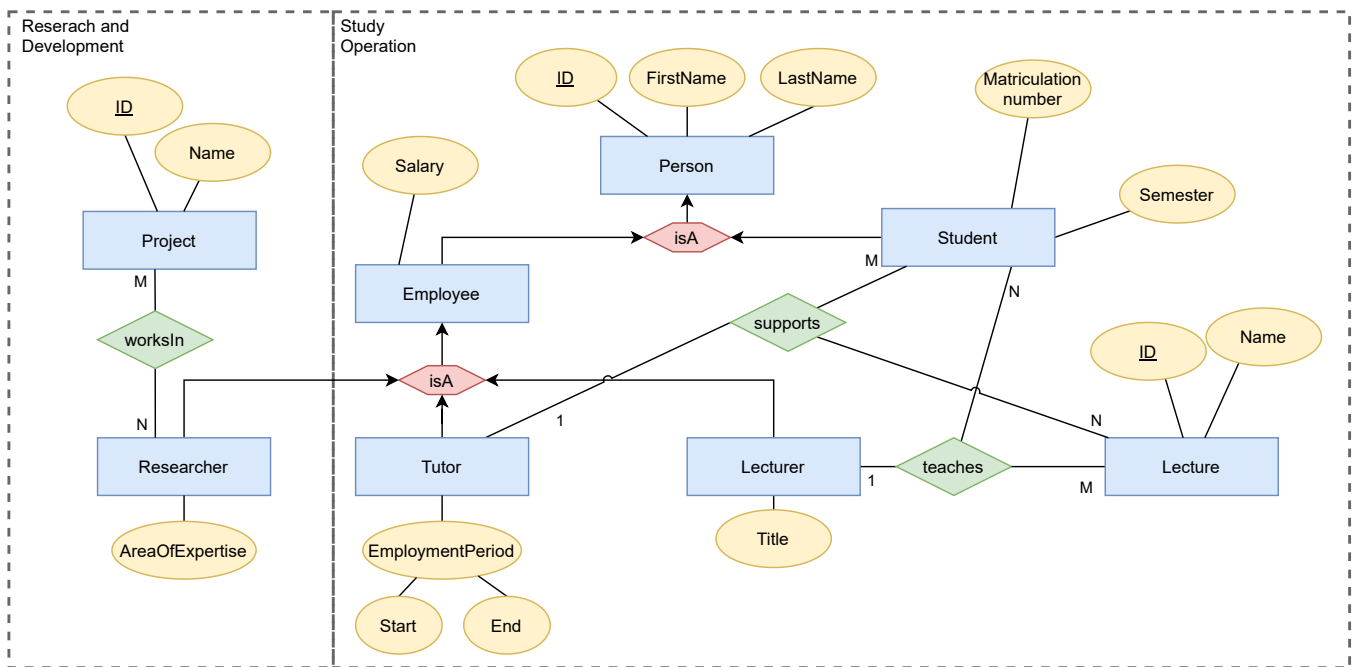 Reserach and
Development
ID
Name
Project
M
worksIn
N
Researcher
AreaOfExpertise
Study
Operation
ID
FirstName
LastName
Matriculation
number
Salary
Person
Semester
isA
Student
M
Employee
N
supports
ID
Name
isA
1
N
Tutor
Lecturer
1
teaches
M
Lecture
EmploymentPeriod
Title
Start
End